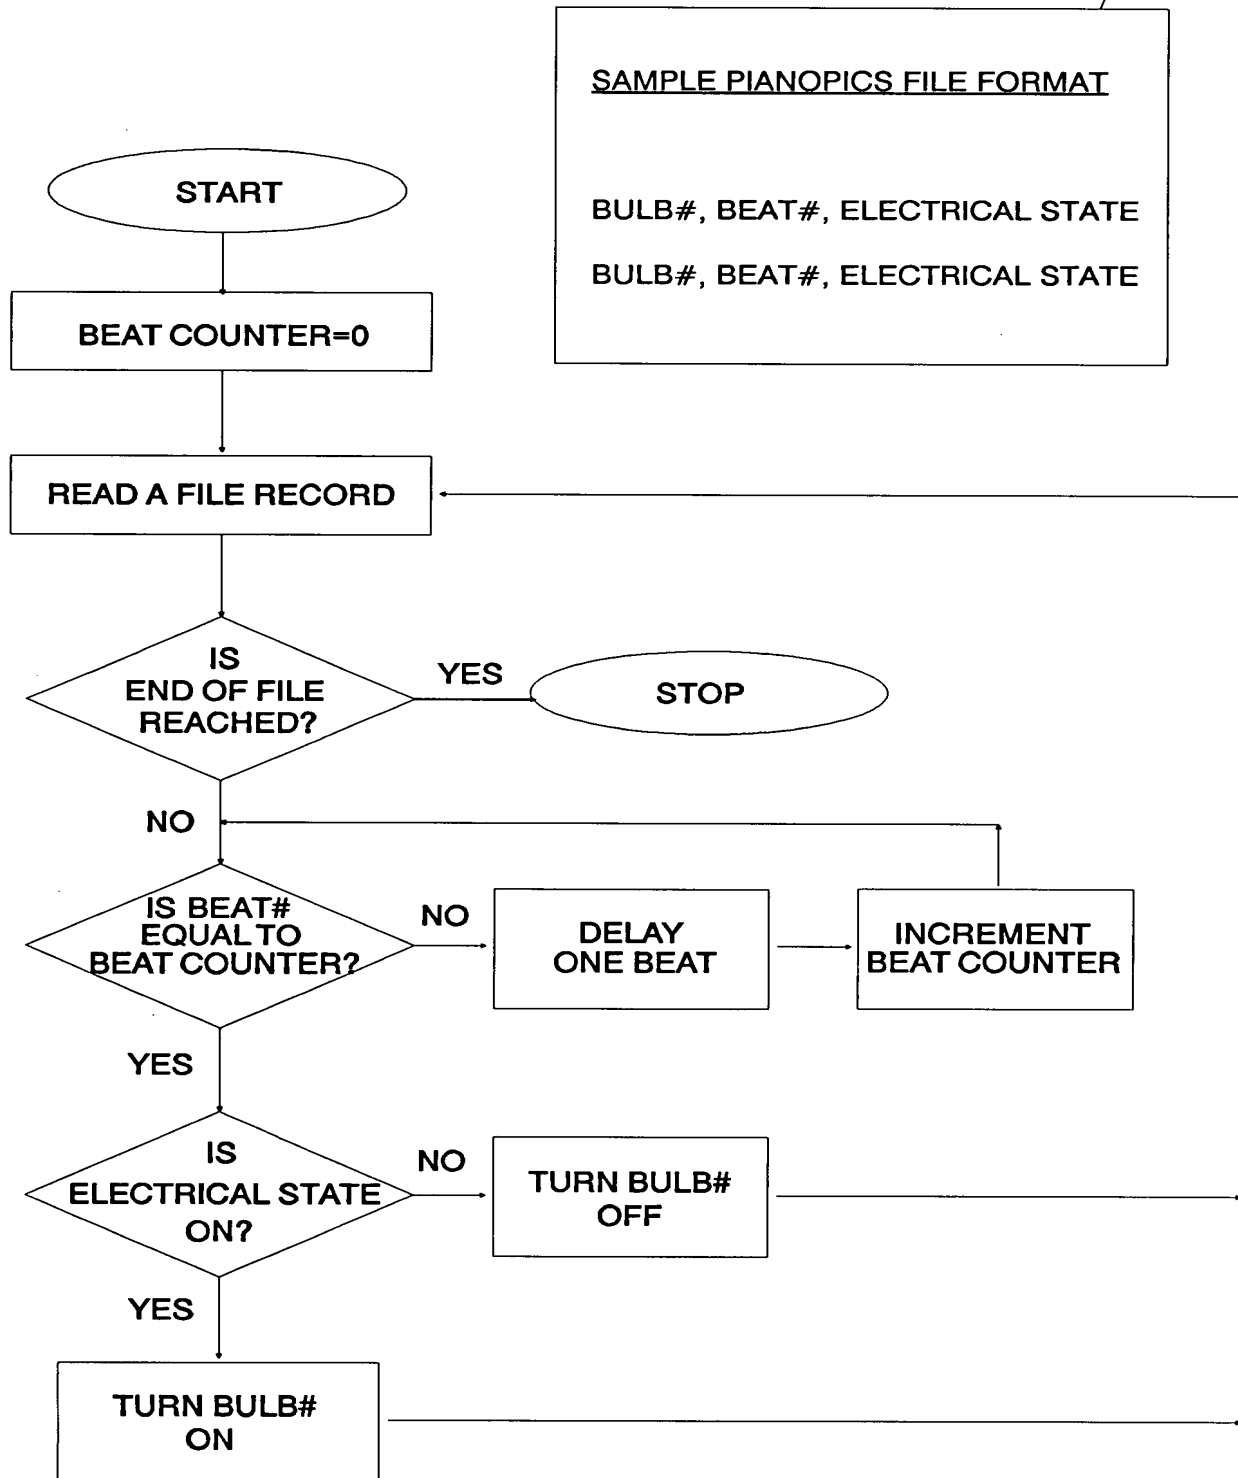 SAMPLE PIANOPICS FILE FORMAT
BULB#, BEAT#, ELECTRICAL STATE
BULB#, BEAT#, ELECTRICAL STATE
START
BEAT COUNTER=0
READ A FILE RECORD
IS
END OF FILE
REACHED?
YES
STOP
NO
IS BEAT#
EQUAL TO
BEAT COUNTER?
NO
DELAY
ONE BEAT
INCREMENT
BEAT COUNTER
YES
IS
ELECTRICAL STATE
ON?
NO
TURN BULB#
OFF
YES
TURN BULB#
ON